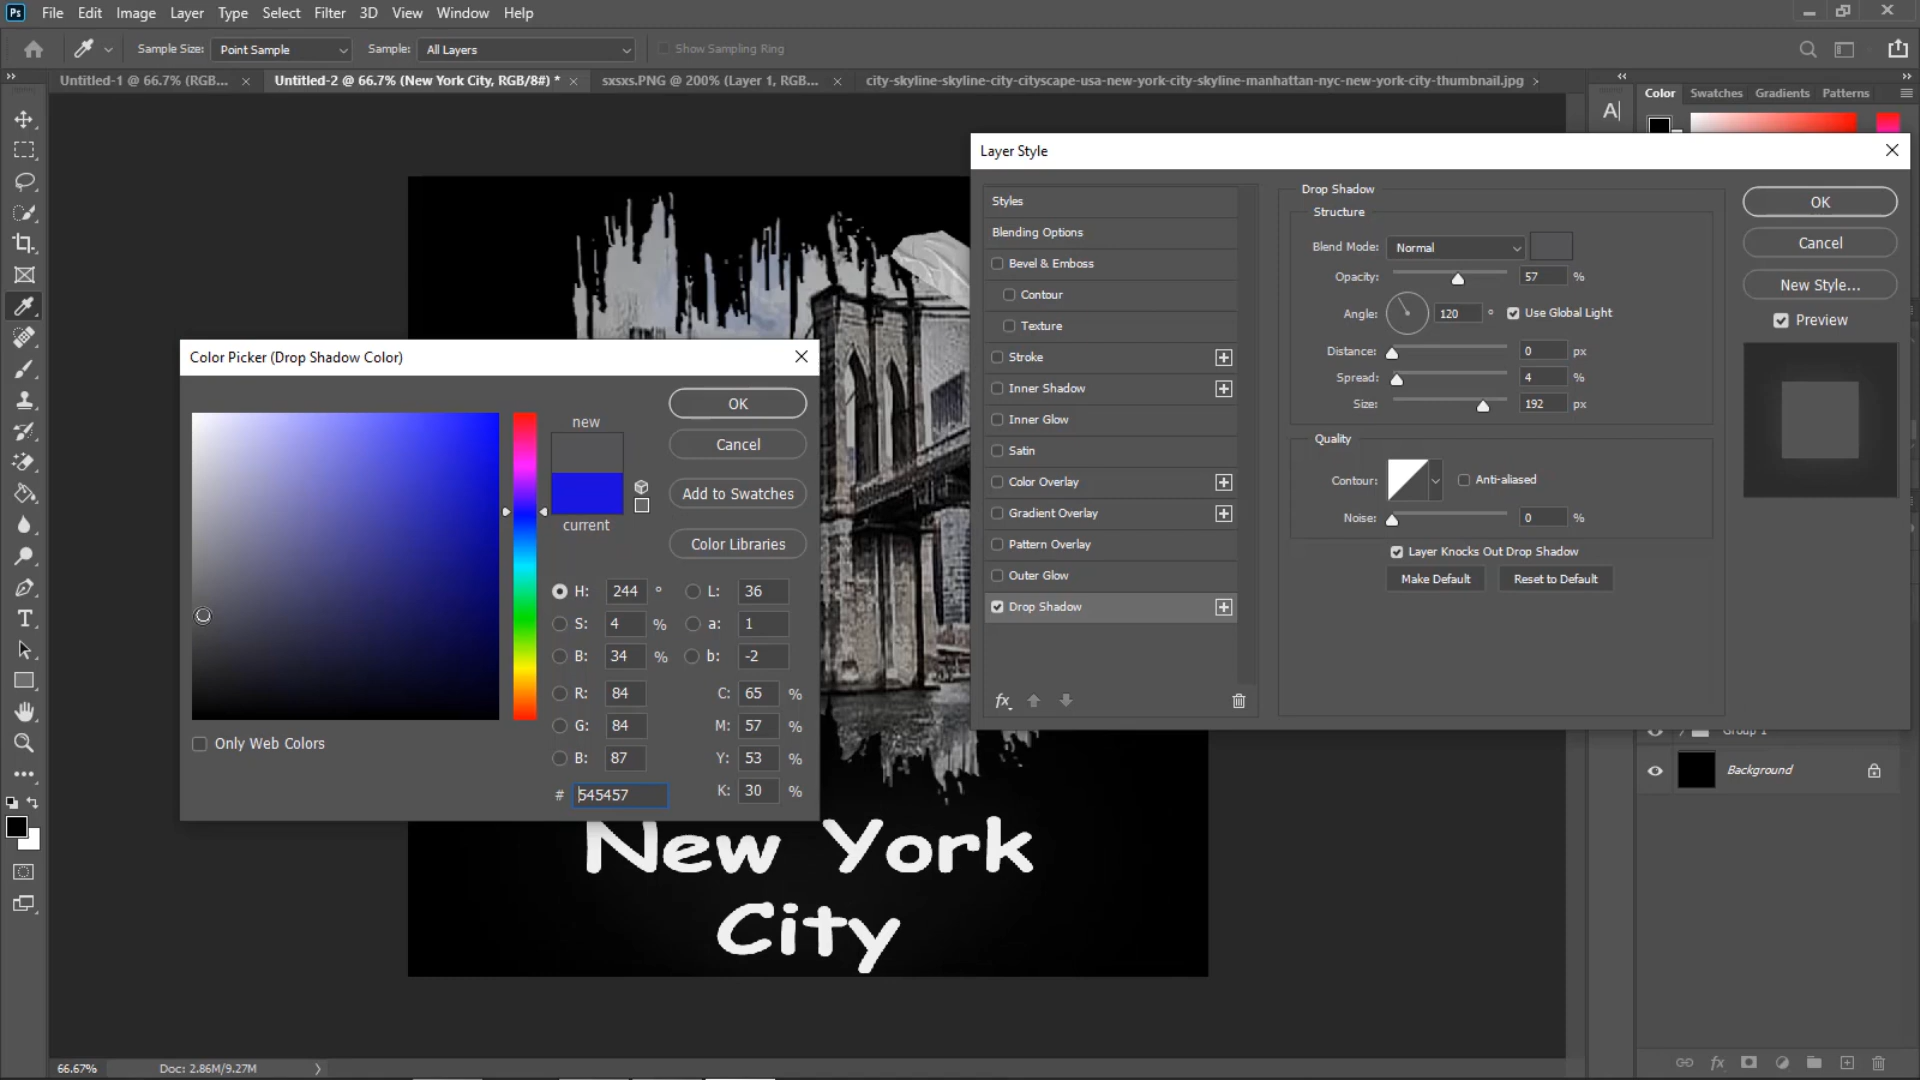 Ps File Edit Image Layer Type Select Filter 3D View Window Help
Sample Size: Point Sample Sample: All Layers Show Sampling Ring
Untitled-1 @ 66.7% (RGB... Untitled-2 @ 66.7% (New York City, RGB/8#) * sxsxs.PNG @ 200% (Layer 1, RGB... city-skyline-skyline-city-cityscape-usa-new-york-city-skyline-manhattan-nyc-new-york-city-thumbnail.jpg
Color Swatches Gradients Patterns
Layer Style
Styles
Blending Options
Bevel & Emboss
Contour
Texture
Stroke
Inner Shadow
Inner Glow
Satin
Color Overlay
Gradient Overlay
Pattern Overlay
Outer Glow
Drop Shadow
fx
Drop Shadow
Structure
Blend Mode: Normal
Opacity: 57 %
Angle: 120 ° Use Global Light
Distance: 0 px
Spread: 4 %
Size: 192 px
Quality
Contour: Anti-aliased
Noise: 0 %
Layer Knocks Out Drop Shadow
Make Default Reset to Default
OK
Cancel
New Style...
Preview
Color Picker (Drop Shadow Color)
new
current
OK
Cancel
Add to Swatches
Color Libraries
H: 244 ° L: 36
S: 4 % a: 1
B: 34 % b: -2
R: 84 C: 65 %
G: 84 M: 57 %
B: 87 Y: 53 %
# 545457 K: 30 %
Only Web Colors
New York
City
Group 1
Background
66.67% Doc: 2.86M/9.27M
fx